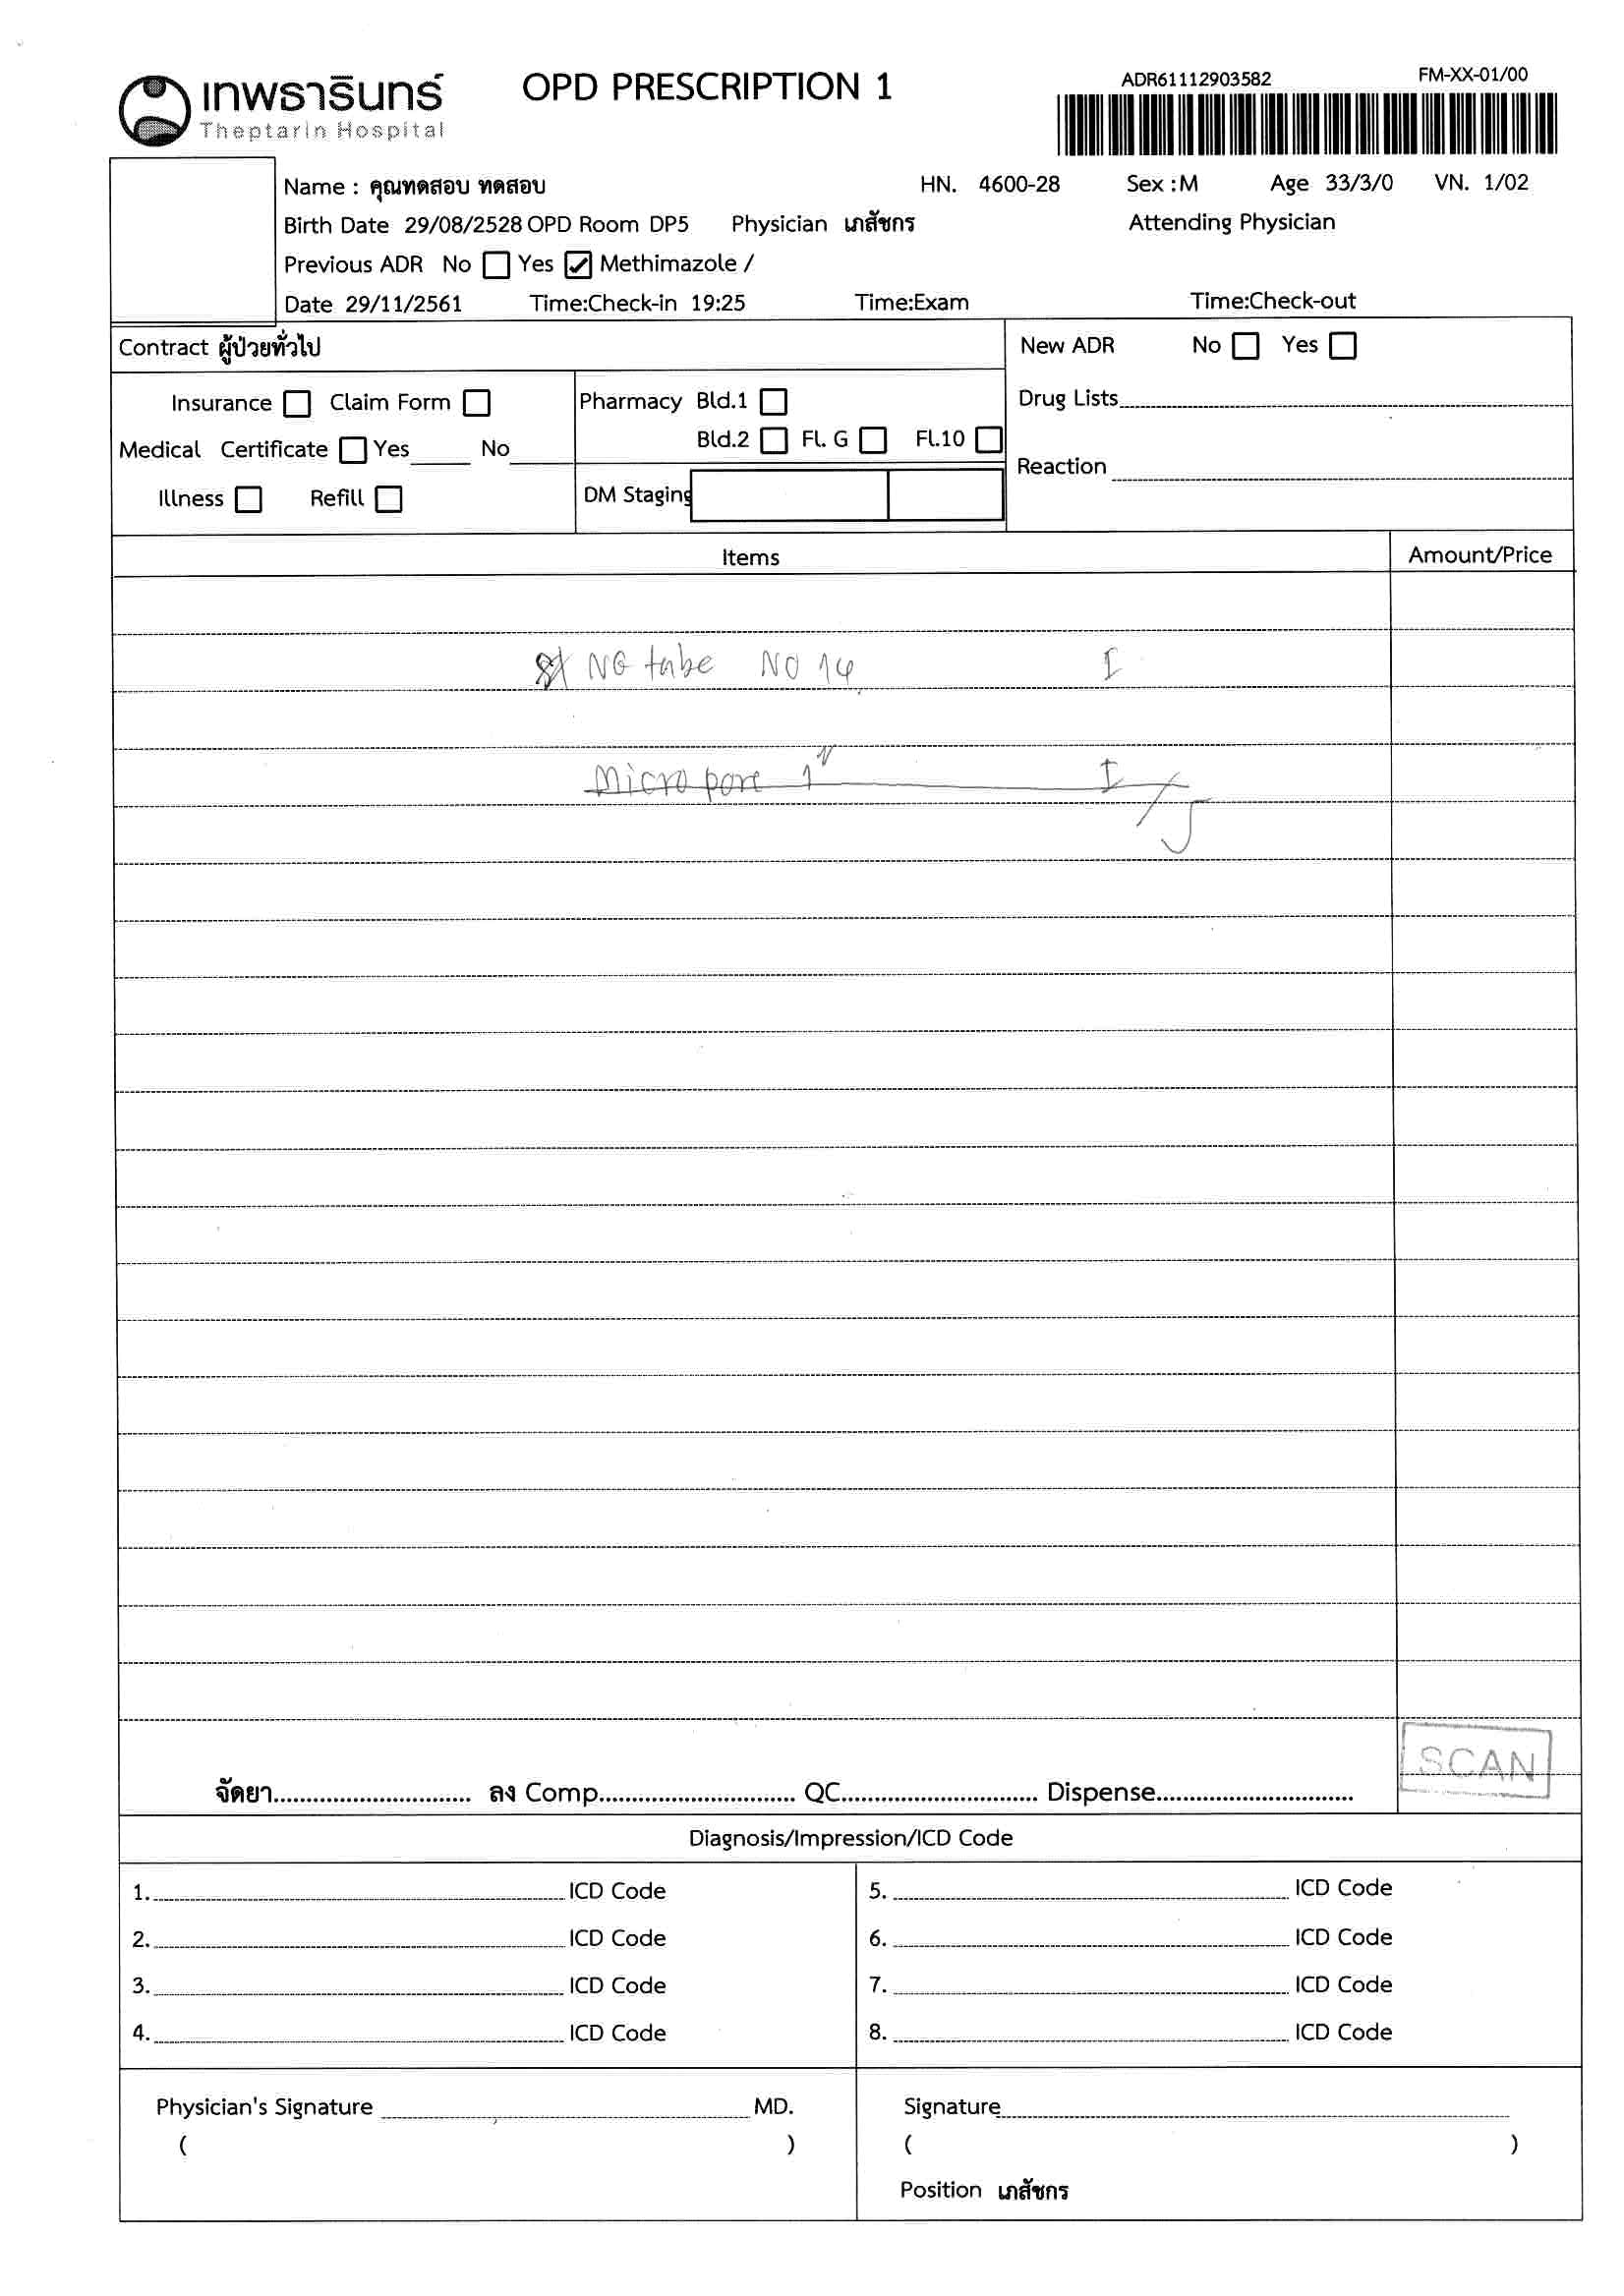 เทพธารินทร์
Theptarin Hospital
OPD PRESCRIPTION 1
ADR61112903582
FM-XX-01/00
Name : คุณทดสอบ ทดสอบ HN. 4600-28 Sex :M Age 33/3/0 VN. 1/02
Birth Date 29/08/2528 OPD Room DP5 Physician เภสัชกร Attending Physician
Previous ADR No Yes Methimazole /
Date 29/11/2561 Time:Check-in 19:25 Time:Exam Time:Check-out
Contract ผู้ป่วยทั่วไป
New ADR No Yes
Insurance Claim Form
Pharmacy Bld.1
Drug Lists
Medical Certificate Yes No
Bld.2 Fl. G Fl.10
Reaction
Illness Refill
DM Staging
Items Amount/Price
NG tube NO 14 I
Micropore 1" I
SCAN
จัดยา.............................. ลง Comp.............................. QC.............................. Dispense..............................
Diagnosis/Impression/ICD Code
1. ICD Code 5. ICD Code
2. ICD Code 6. ICD Code
3. ICD Code 7. ICD Code
4. ICD Code 8. ICD Code
Physician's Signature MD. Signature
( ) ( )
Position เภสัชกร